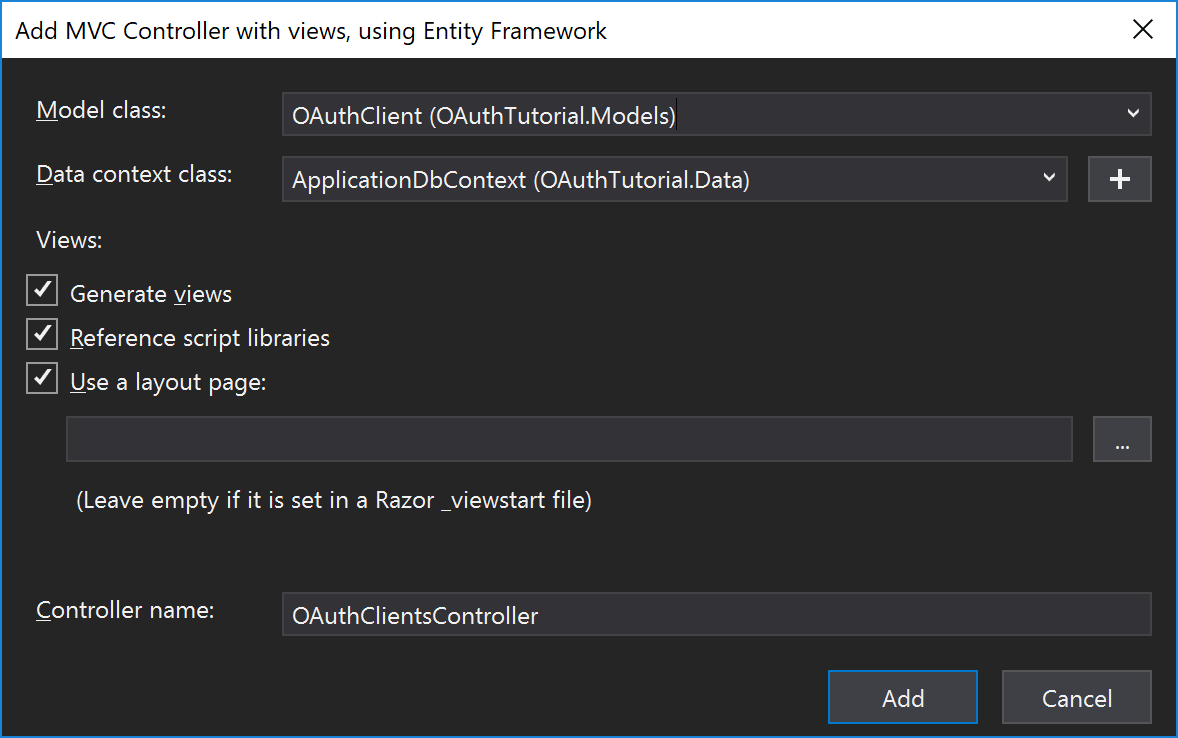 Add MVC Controller with views, using Entity Framework
Model class:
OAuthClient (OAuthTutorial.Models)
Data context class:
ApplicationDbContext (OAuthTutorial.Data)
+
Views:
Generate views
Reference script libraries
Use a layout page:
...
(Leave empty if it is set in a Razor _viewstart file)
Controller name:
OAuthClientsController
Add
Cancel